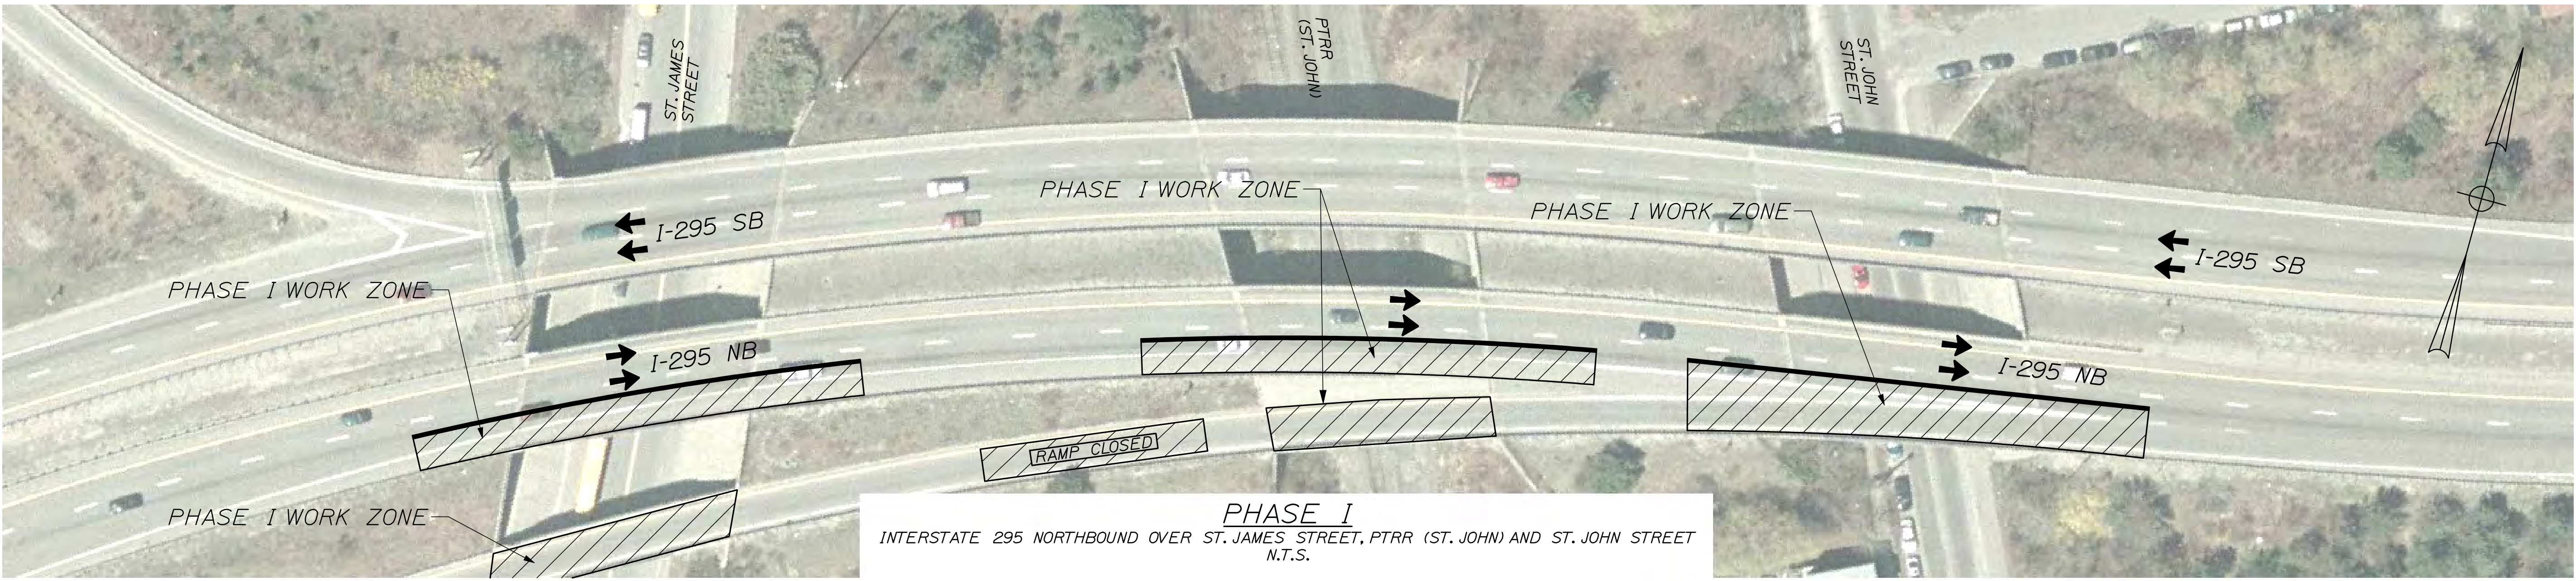 ST. JAMES
STREET
PTRR
(ST. JOHN)
ST. JOHN
STREET
PHASE I WORK ZONE
PHASE I WORK ZONE
I-295 SB
I-295 SB
PHASE I WORK ZONE
I-295 NB
I-295 NB
RAMP CLOSED
PHASE I WORK ZONE
PHASE I
INTERSTATE 295 NORTHBOUND OVER ST. JAMES STREET, PTRR (ST. JOHN) AND ST. JOHN STREET
N.T.S.